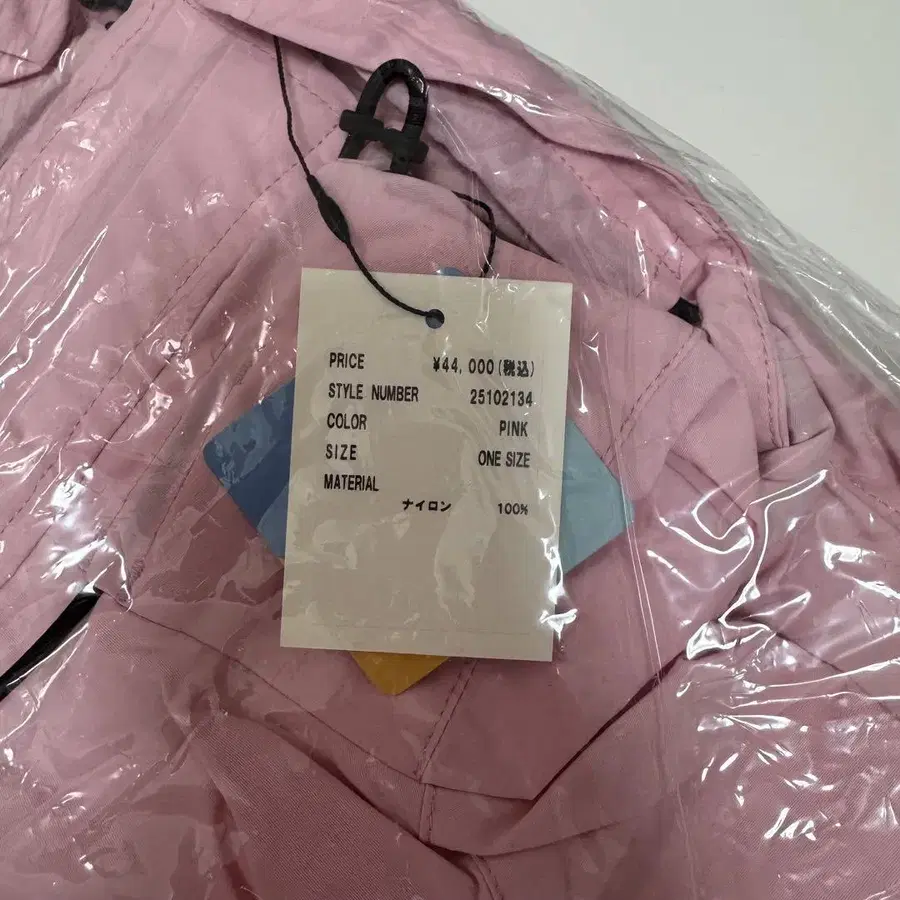 PRICE ¥44,000(税込)
STYLE NUMBER 25102134
COLOR PINK
SIZE ONE SIZE
MATERIAL
ナイロン 100%